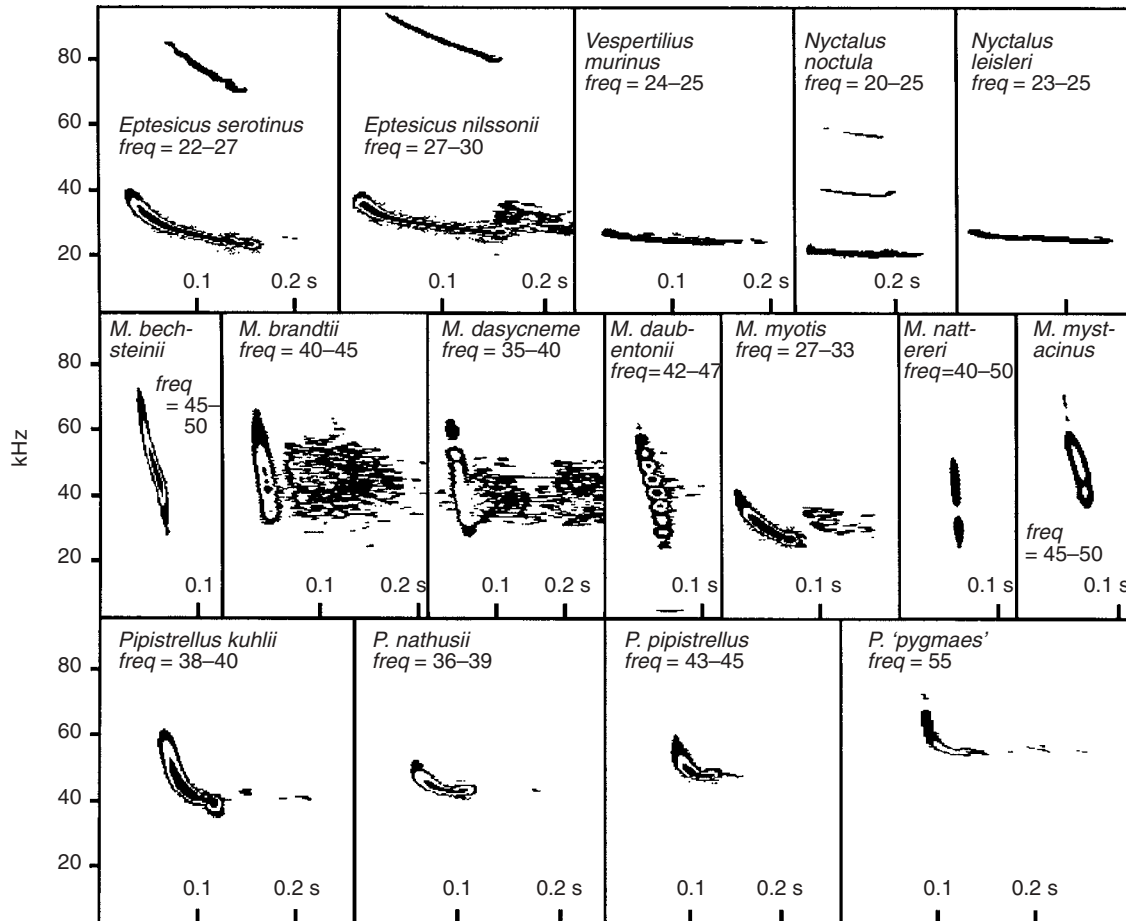 80
60
40
20
Eptesicus serotinus
freq = 22–27
0.1
0.2 s
Eptesicus nilssonii
freq = 27–30
0.1
0.2 s
Vespertilius
murinus
freq = 24–25
0.1
0.2 s
Nyctalus
noctula
freq = 20–25
0.2 s
Nyctalus
leisleri
freq = 23–25
kHz
80
60
40
20
M. bech-
steinii
freq
= 45–
50
0.1
M. brandtii
freq = 40–45
0.1
0.2 s
M. dasycneme
freq = 35–40
0.1
0.2 s
M. daub-
entonii
freq=42–47
0.1 s
M. myotis
freq = 27–33
0.1 s
M. natt-
ereri
freq=40–50
0.1 s
M. myst-
acinus
freq
= 45–50
0.1 s
80
60
40
20
Pipistrellus kuhlii
freq = 38–40
0.1
0.2 s
P. nathusii
freq = 36–39
0.1
0.2 s
P. pipistrellus
freq = 43–45
0.1
0.2 s
P. 'pygmaes'
freq = 55
0.1
0.2 s